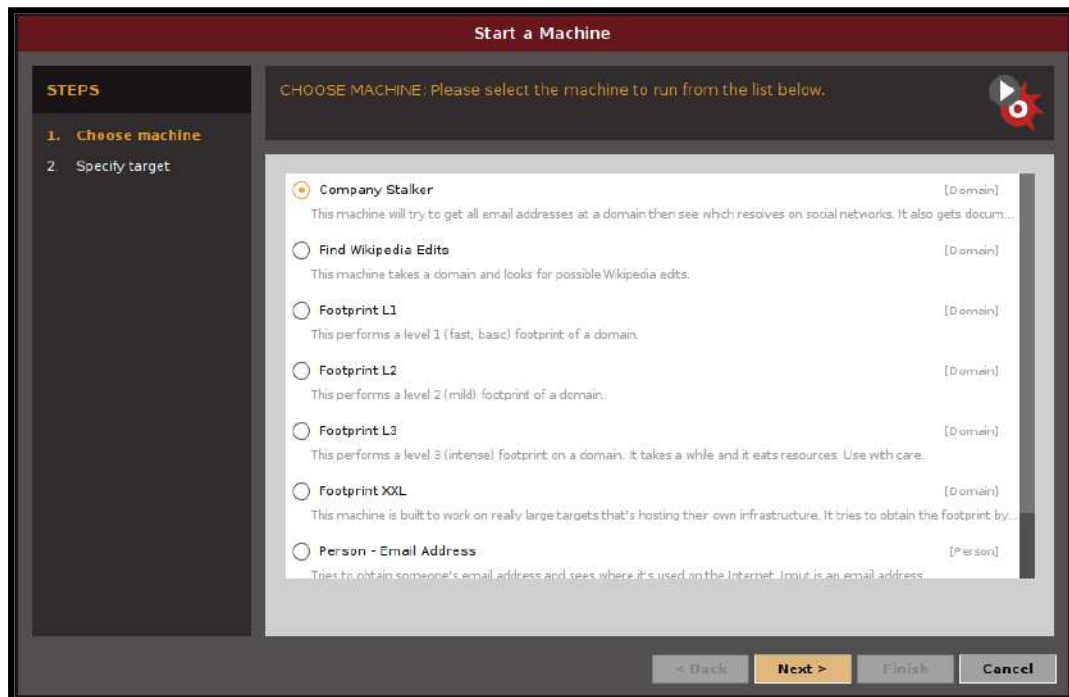 Start a Machine
STEPS
1. Choose machine
2. Specify target
CHOOSE MACHINE: Please select the machine to run from the list below.
Company Stalker [Domain]
This machine will try to get all email addresses at a domain then see which resolves on social networks. It also gets docum...
Find Wikipedia Edits [Domain]
This machine takes a domain and looks for possible Wikipedia edits.
Footprint L1 [Domain]
This performs a level 1 (fast, basic) footprint of a domain.
Footprint L2 [Domain]
This performs a level 2 (mild) footprint of a domain.
Footprint L3 [Domain]
This performs a level 3 (intense) footprint on a domain. It takes a while and it eats resources. Use with care.
Footprint XXL [Domain]
This machine is built to work on really large targets that's hosting their own infrastructure. It tries to obtain the footprint by...
Person - Email Address [Person]
Tries to obtain someone's email address and sees where it's used on the Internet. Input is an email address
< Back Next > Finish Cancel